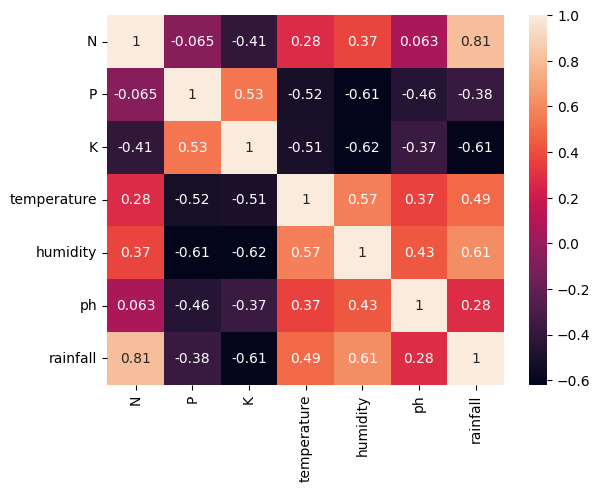 N 1 -0.065 -0.41 0.28 0.37 0.063 0.81
P -0.065 1 0.53 -0.52 -0.61 -0.46 -0.38
K -0.41 0.53 1 -0.51 -0.62 -0.37 -0.61
temperature 0.28 -0.52 -0.51 1 0.57 0.37 0.49
humidity 0.37 -0.61 -0.62 0.57 1 0.43 0.61
ph 0.063 -0.46 -0.37 0.37 0.43 1 0.28
rainfall 0.81 -0.38 -0.61 0.49 0.61 0.28 1
N P K temperature humidity ph rainfall
1.0
0.8
0.6
0.4
0.2
0.0
−0.2
−0.4
−0.6